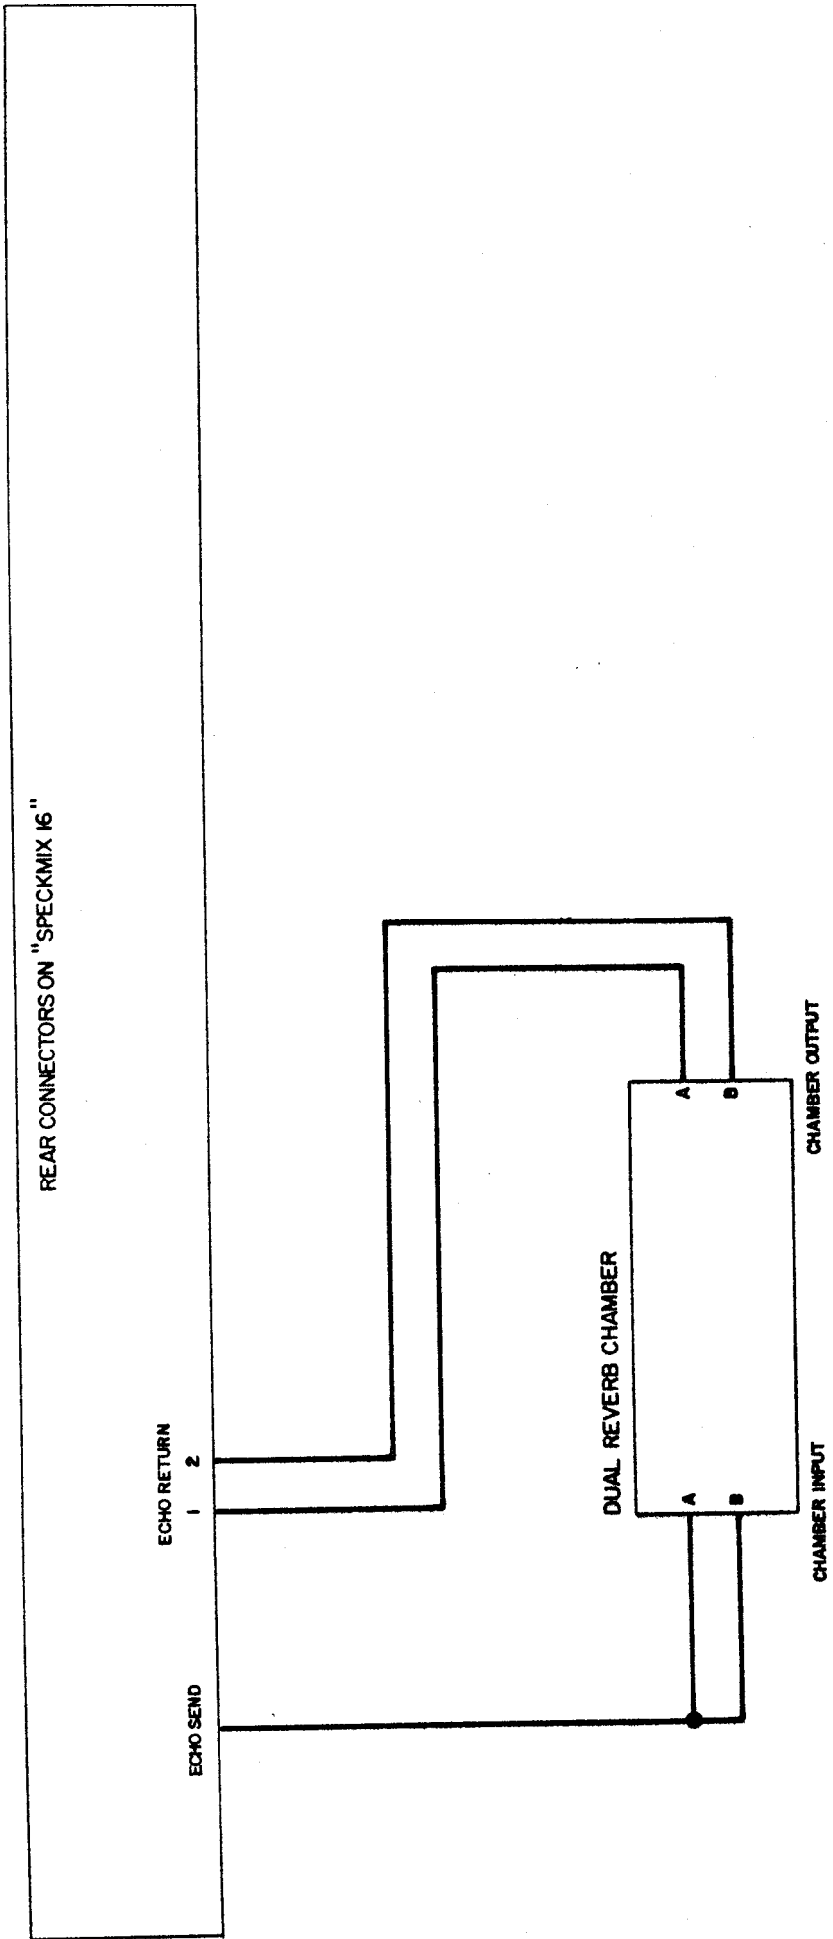 REAR CONNECTORS ON "SPECKMIX 16"
ECHO SEND
ECHO RETURN
1 2
DUAL REVERB CHAMBER
A A
B B
CHAMBER INPUT
CHAMBER OUTPUT